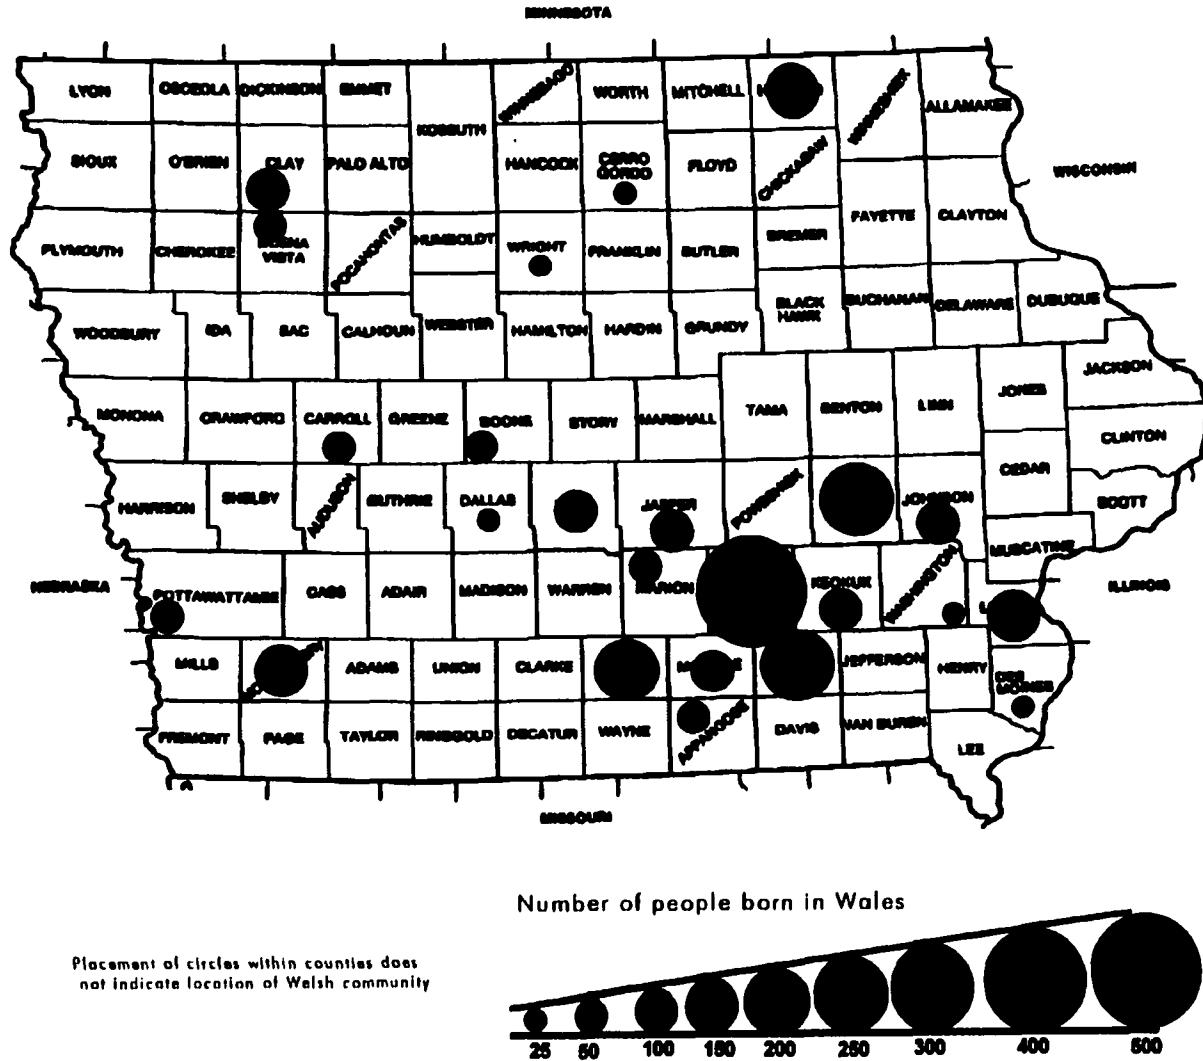 MINNESOTA
LYON
OSCEOLA
DICKINSON
EMMET
KOSSUTH
WINNEBAGO
WORTH
MITCHELL
WINNESHIEK
ALLAMAKEE
SIOUX
O'BRIEN
CLAY
PALO ALTO
HANCOCK
CERRO
GORDO
FLOYD
CHICKASAW
WISCONSIN
FAYETTE
CLAYTON
PLYMOUTH
CHEROKEE
BUENA
VISTA
POCAHONTAS
HUMBOLDT
WRIGHT
FRANKLIN
BUTLER
BREMER
WOODBURY
IDA
SAC
CALHOUN
WEBSTER
HAMILTON
HARDIN
GRUNDY
BLACK
HAWK
BUCHANAN
DELAWARE
DUBUQUE
MONONA
CRAWFORD
CARROLL
GREENE
BOONE
STORY
MARSHALL
TAMA
BENTON
LINN
JONES
JACKSON
CLINTON
CEDAR
HARRISON
SHELBY
AUDUBON
GUTHRIE
DALLAS
JASPER
POWESHIEK
JOHNSON
SCOTT
MUSCATINE
NEBRASKA
POTTAWATTAMIE
CASS
ADAIR
MADISON
WARREN
MARION
KEOKUK
WASHINGTON
ILLINOIS
MILLS
ADAMS
UNION
CLARKE
JEFFERSON
HENRY
DES
MOINES
FREMONT
PAGE
TAYLOR
RINGGOLD
DECATUR
WAYNE
APPANOOSE
DAVIS
VAN BUREN
LEE
MISSOURI
Number of people born in Wales
Placement of circles within counties does
not indicate location of Welsh community
25 50 100 150 200 250 300 400 500